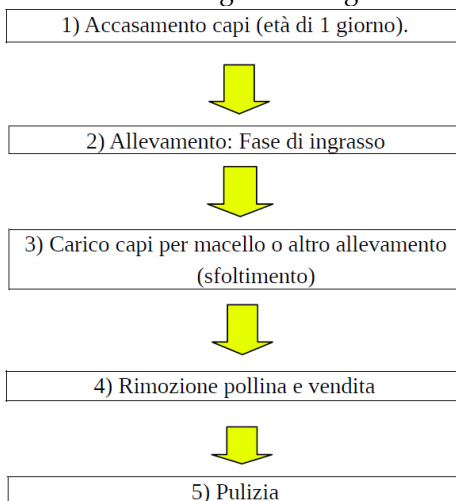 1) Accasamento capi (età di 1 giorno).
2) Allevamento: Fase di ingrasso
3) Carico capi per macello o altro allevamento
(sfoltimento)
4) Rimozione pollina e vendita
5) Pulizia